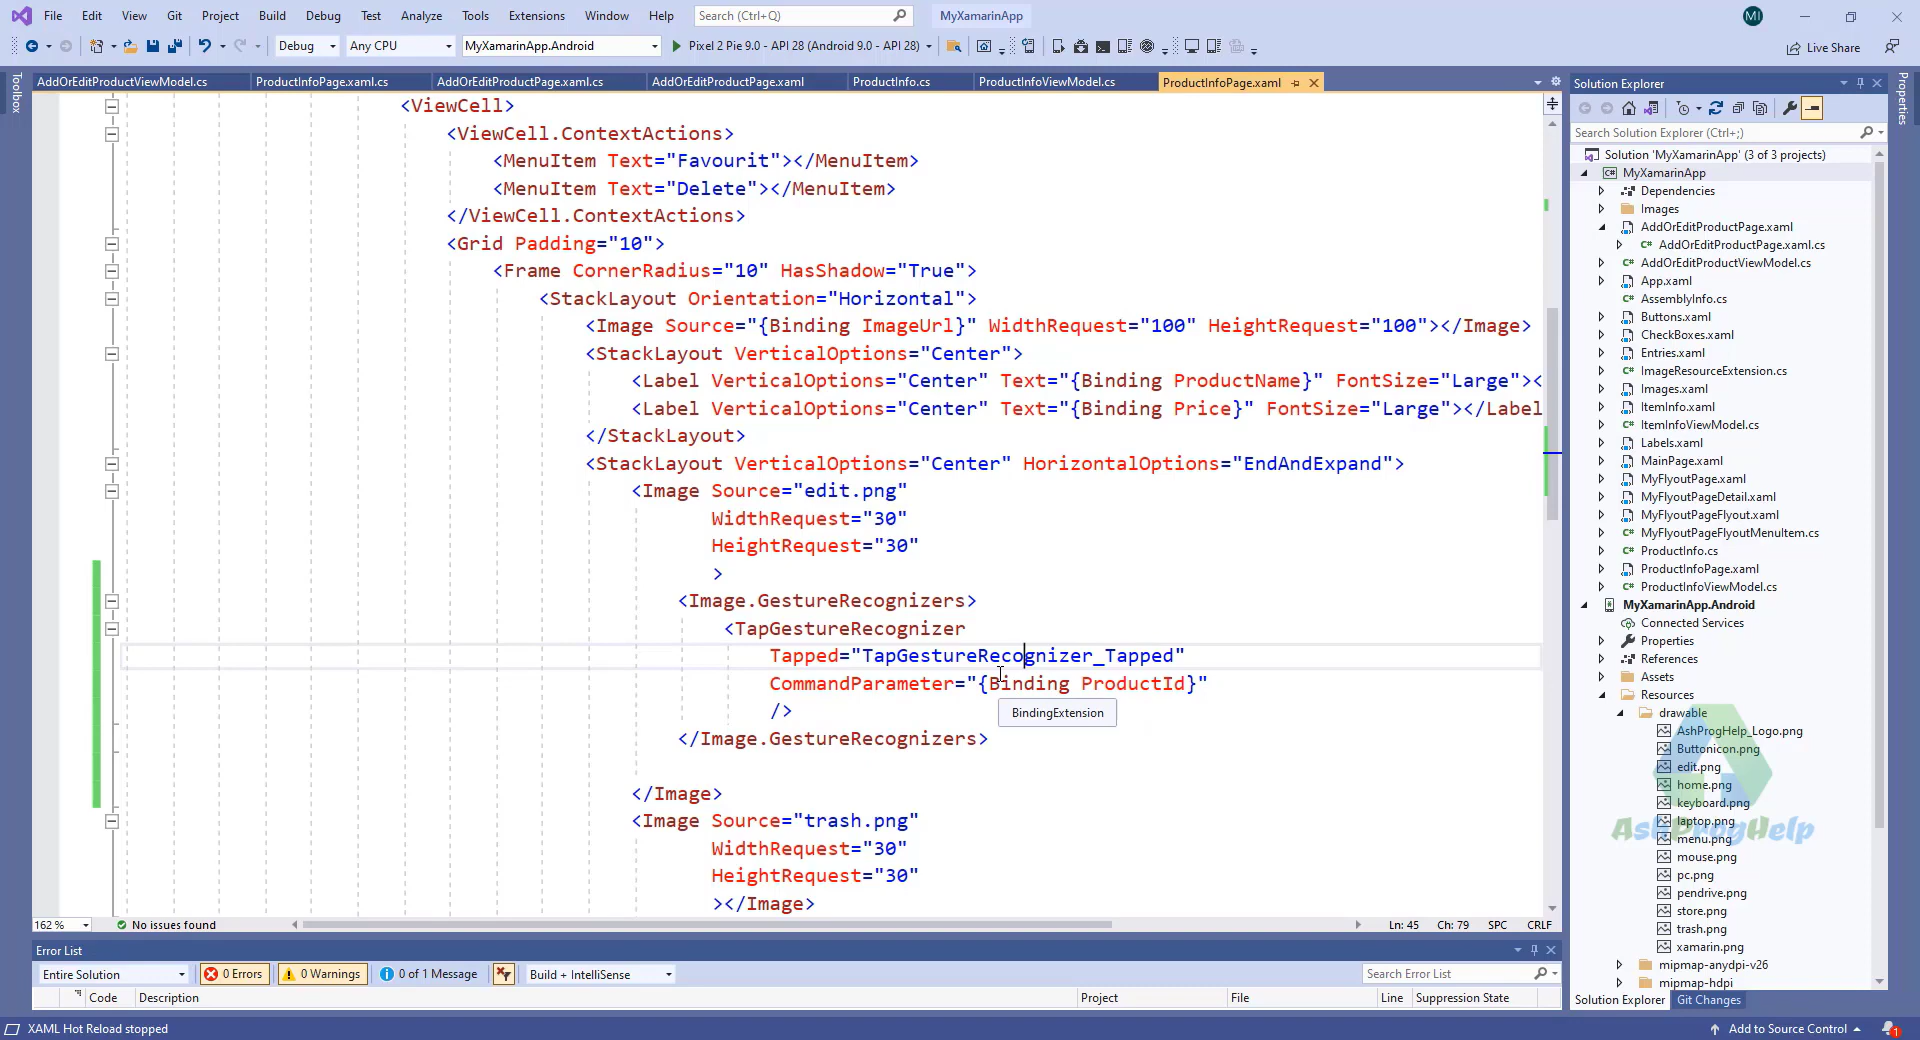 File Edit View Git Project Build Debug Test Analyze Tools Extensions Window Help Search (Ctrl+Q) MyXamarinApp MI
Debug Any CPU MyXamarinApp.Android Pixel 2 Pie 9.0 - API 28 (Android 9.0 - API 28) Live Share
AddOrEditProductViewModel.cs ProductInfoPage.xaml.cs AddOrEditProductPage.xaml.cs AddOrEditProductPage.xaml ProductInfo.cs ProductInfoViewModel.cs ProductInfoPage.xaml
Toolbox
<ViewCell>
<ViewCell.ContextActions>
<MenuItem Text="Favourit"></MenuItem>
<MenuItem Text="Delete"></MenuItem>
</ViewCell.ContextActions>
<Grid Padding="10">
<Frame CornerRadius="10" HasShadow="True">
<StackLayout Orientation="Horizontal">
<Image Source="{Binding ImageUrl}" WidthRequest="100" HeightRequest="100"></Image>
<StackLayout VerticalOptions="Center">
<Label VerticalOptions="Center" Text="{Binding ProductName}" FontSize="Large"><
<Label VerticalOptions="Center" Text="{Binding Price}" FontSize="Large"></Label
</StackLayout>
<StackLayout VerticalOptions="Center" HorizontalOptions="EndAndExpand">
<Image Source="edit.png"
WidthRequest="30"
HeightRequest="30"
>
<Image.GestureRecognizers>
<TapGestureRecognizer
Tapped="TapGestureRecognizer_Tapped"
CommandParameter="{Binding ProductId}"
/>
BindingExtension
</Image.GestureRecognizers>
</Image>
<Image Source="trash.png"
WidthRequest="30"
HeightRequest="30"
></Image>
162 % No issues found Ln: 45 Ch: 79 SPC CRLF
Error List
Entire Solution 0 Errors 0 Warnings 0 of 1 Message Build + IntelliSense Search Error List
Code Description Project File Line Suppression State
XAML Hot Reload stopped Add to Source Control 1
Solution Explorer
Search Solution Explorer (Ctrl+;)
Solution 'MyXamarinApp' (3 of 3 projects)
MyXamarinApp
Dependencies
Images
AddOrEditProductPage.xaml
AddOrEditProductPage.xaml.cs
AddOrEditProductViewModel.cs
App.xaml
AssemblyInfo.cs
Buttons.xaml
CheckBoxes.xaml
Entries.xaml
ImageResourceExtension.cs
Images.xaml
ItemInfo.xaml
ItemInfoViewModel.cs
Labels.xaml
MainPage.xaml
MyFlyoutPage.xaml
MyFlyoutPageDetail.xaml
MyFlyoutPageFlyout.xaml
MyFlyoutPageFlyoutMenuItem.cs
ProductInfo.cs
ProductInfoPage.xaml
ProductInfoViewModel.cs
MyXamarinApp.Android
Connected Services
Properties
References
Assets
Resources
drawable
AshProgHelp_Logo.png
Buttonicon.png
edit.png
home.png
keyboard.png
laptop.png
menu.png
mouse.png
pc.png
pendrive.png
store.png
trash.png
xamarin.png
mipmap-anydpi-v26
mipmap-hdpi
AshProgHelp
Solution Explorer Git Changes
Properties